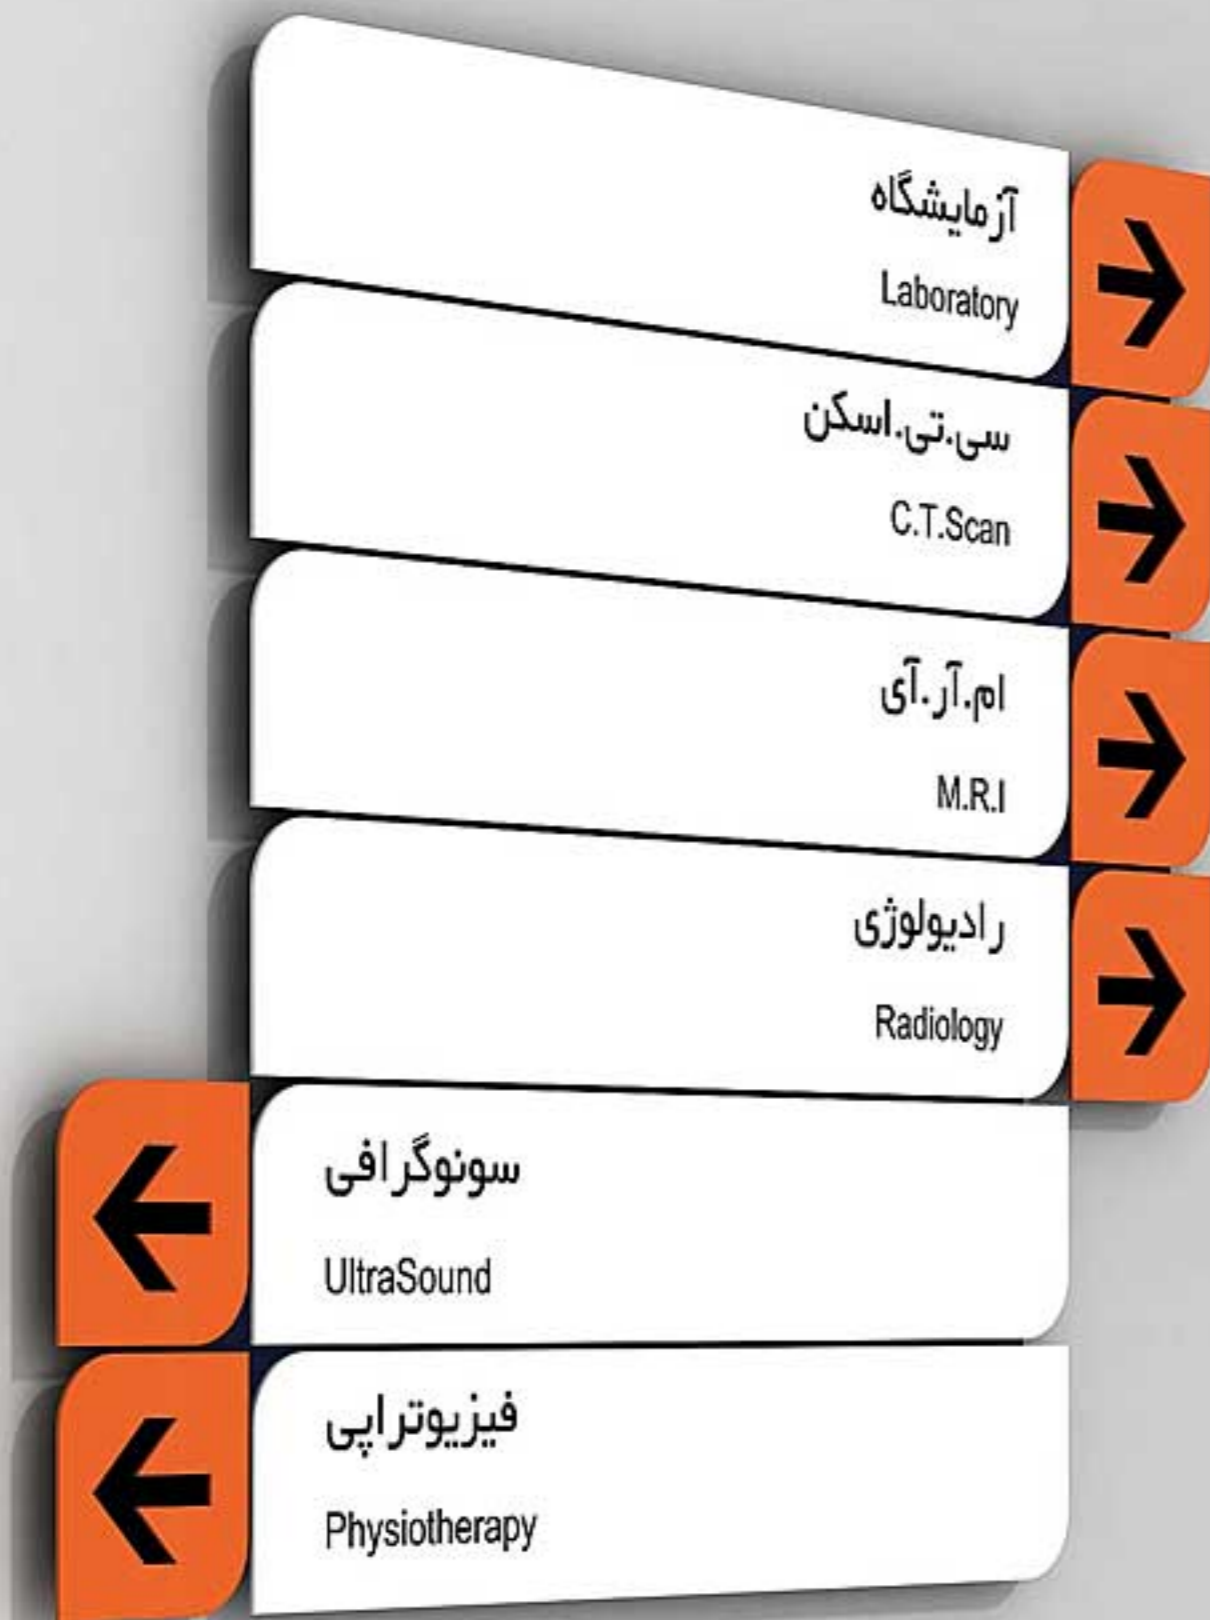 آزمایشگاه
Laboratory
سی.تی.اسکن
C.T.Scan
ام.آر.آی
M.R.I
رادیولوژی
Radiology
سونوگرافی
UltraSound
فیزیوتراپی
Physiotherapy